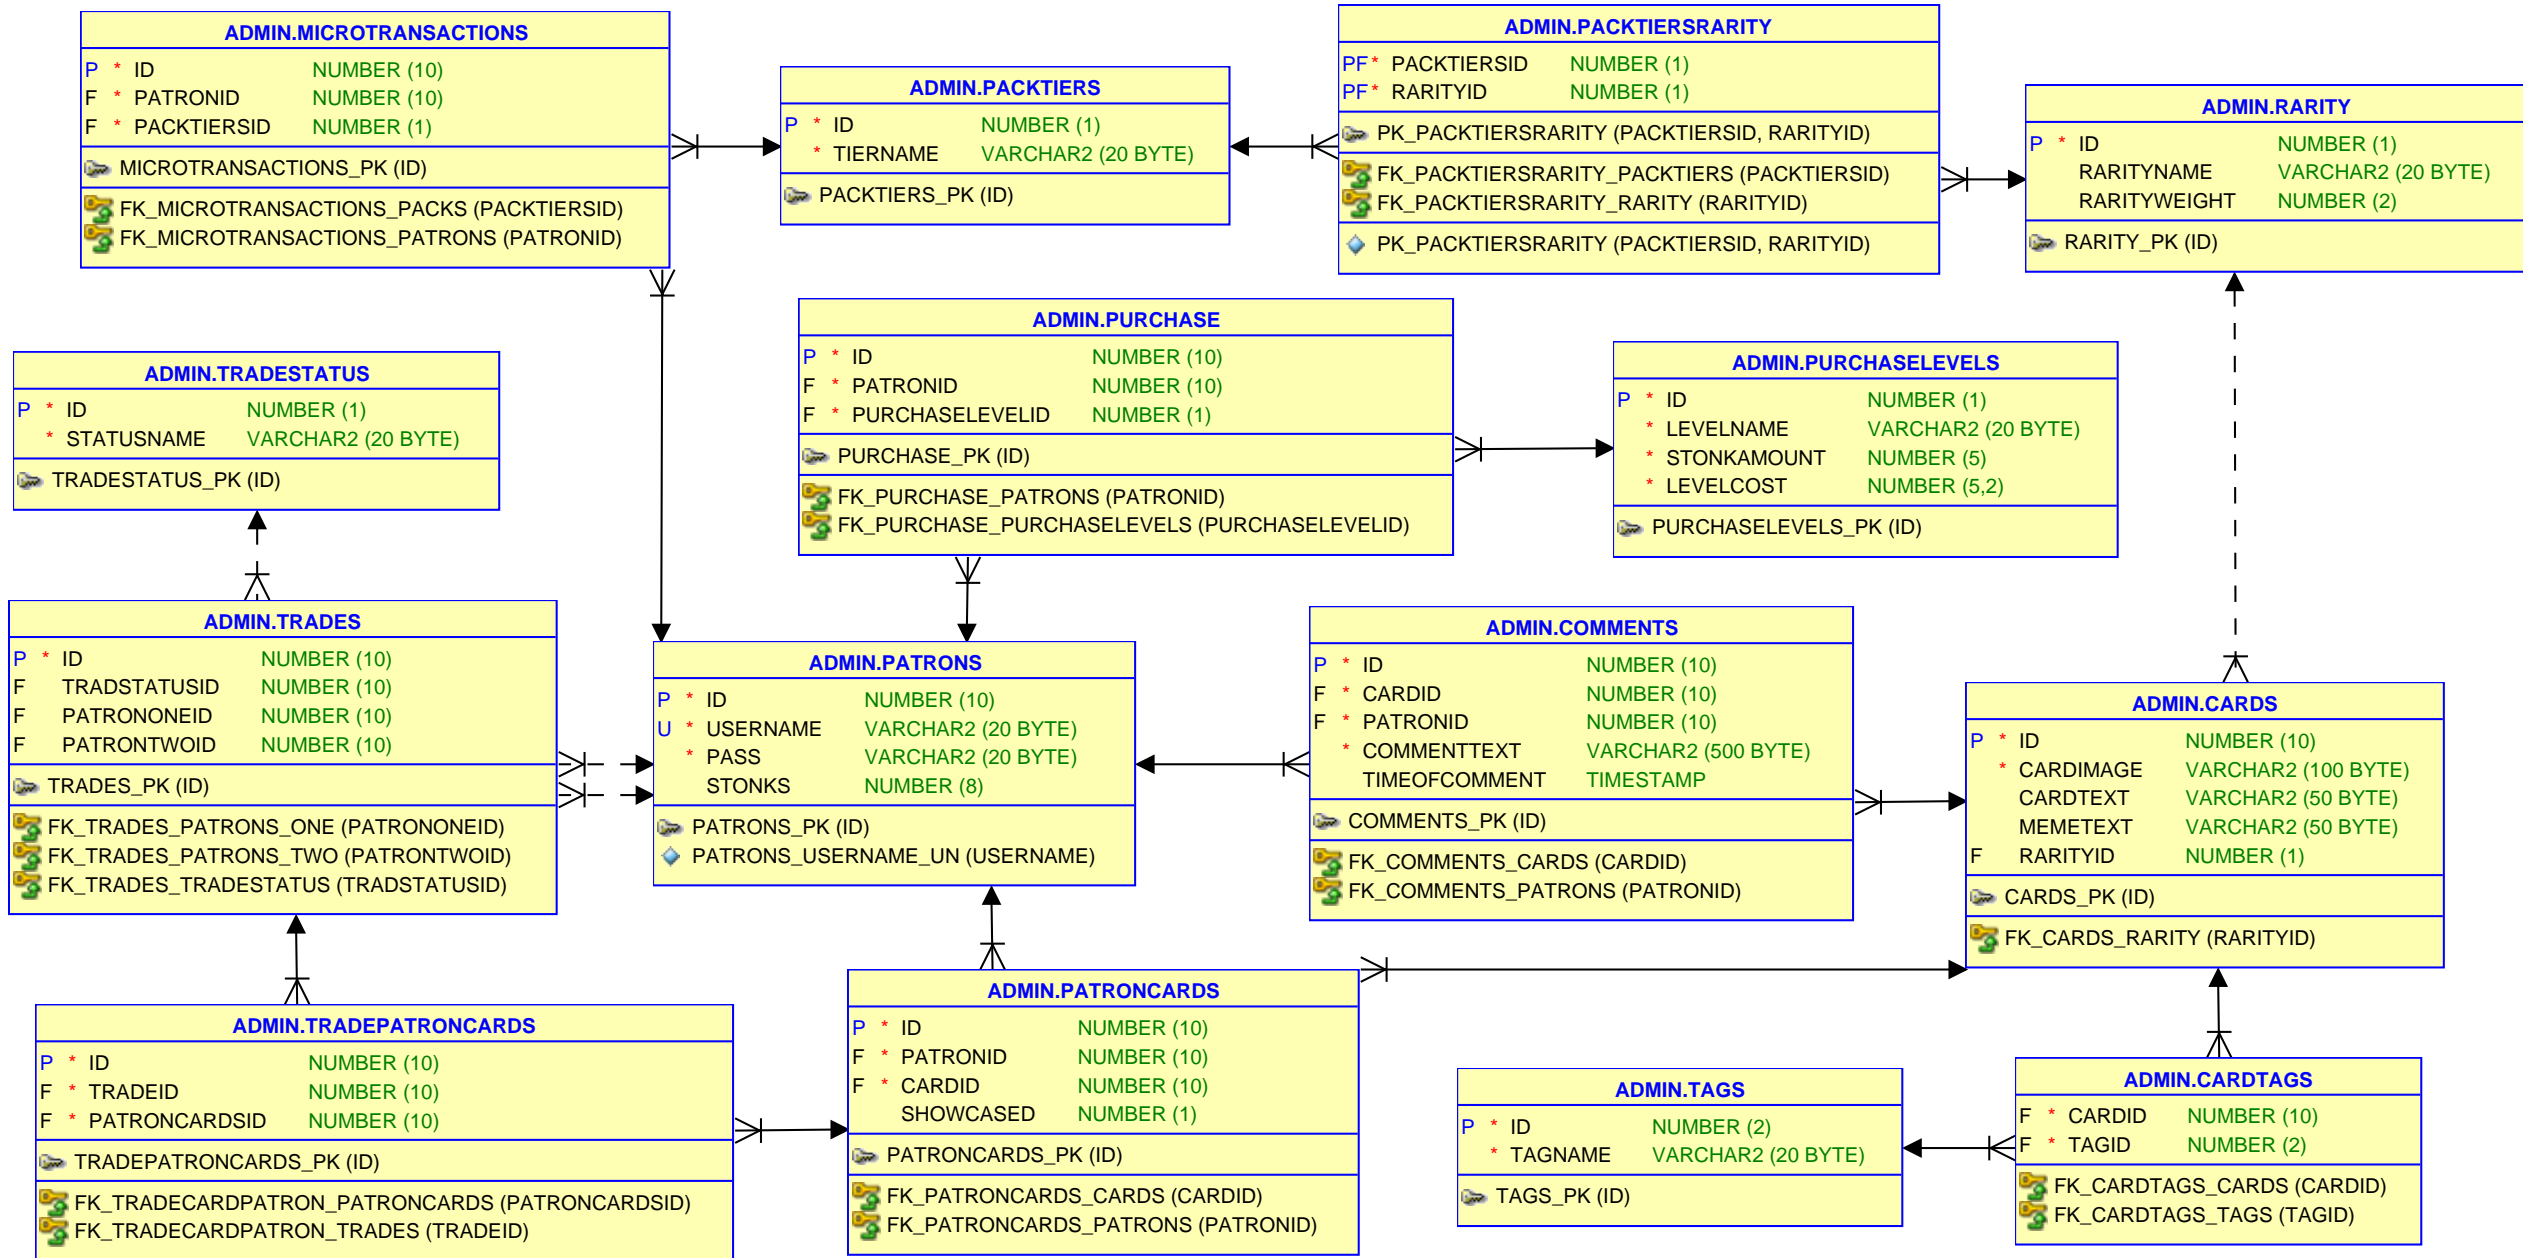 ADMIN.MICROTRANSACTIONS
P * ID NUMBER (10)
F * PATRONID NUMBER (10)
F * PACKTIERSID NUMBER (1)
MICROTRANSACTIONS_PK (ID)
FK_MICROTRANSACTIONS_PACKS (PACKTIERSID)
FK_MICROTRANSACTIONS_PATRONS (PATRONID)
ADMIN.PACKTIERS
P * ID NUMBER (1)
* TIERNAME VARCHAR2 (20 BYTE)
PACKTIERS_PK (ID)
ADMIN.PACKTIERSRARITY
PF* PACKTIERSID NUMBER (1)
PF* RARITYID NUMBER (1)
PK_PACKTIERSRARITY (PACKTIERSID, RARITYID)
FK_PACKTIERSRARITY_PACKTIERS (PACKTIERSID)
FK_PACKTIERSRARITY_RARITY (RARITYID)
PK_PACKTIERSRARITY (PACKTIERSID, RARITYID)
ADMIN.RARITY
P * ID NUMBER (1)
RARITYNAME VARCHAR2 (20 BYTE)
RARITYWEIGHT NUMBER (2)
RARITY_PK (ID)
ADMIN.TRADESTATUS
P * ID NUMBER (1)
* STATUSNAME VARCHAR2 (20 BYTE)
TRADESTATUS_PK (ID)
ADMIN.PURCHASE
P * ID NUMBER (10)
F * PATRONID NUMBER (10)
F * PURCHASELEVELID NUMBER (1)
PURCHASE_PK (ID)
FK_PURCHASE_PATRONS (PATRONID)
FK_PURCHASE_PURCHASELEVELS (PURCHASELEVELID)
ADMIN.PURCHASELEVELS
P * ID NUMBER (1)
* LEVELNAME VARCHAR2 (20 BYTE)
* STONKAMOUNT NUMBER (5)
* LEVELCOST NUMBER (5,2)
PURCHASELEVELS_PK (ID)
ADMIN.TRADES
P * ID NUMBER (10)
F TRADSTATUSID NUMBER (10)
F PATRONONEID NUMBER (10)
F PATRONTWOID NUMBER (10)
TRADES_PK (ID)
FK_TRADES_PATRONS_ONE (PATRONONEID)
FK_TRADES_PATRONS_TWO (PATRONTWOID)
FK_TRADES_TRADESTATUS (TRADSTATUSID)
ADMIN.PATRONS
P * ID NUMBER (10)
U * USERNAME VARCHAR2 (20 BYTE)
* PASS VARCHAR2 (20 BYTE)
STONKS NUMBER (8)
PATRONS_PK (ID)
PATRONS_USERNAME_UN (USERNAME)
ADMIN.COMMENTS
P * ID NUMBER (10)
F * CARDID NUMBER (10)
F * PATRONID NUMBER (10)
* COMMENTTEXT VARCHAR2 (500 BYTE)
TIMEOFCOMMENT TIMESTAMP
COMMENTS_PK (ID)
FK_COMMENTS_CARDS (CARDID)
FK_COMMENTS_PATRONS (PATRONID)
ADMIN.CARDS
P * ID NUMBER (10)
* CARDIMAGE VARCHAR2 (100 BYTE)
CARDTEXT VARCHAR2 (50 BYTE)
MEMETEXT VARCHAR2 (50 BYTE)
F RARITYID NUMBER (1)
CARDS_PK (ID)
FK_CARDS_RARITY (RARITYID)
ADMIN.TRADEPATRONCARDS
P * ID NUMBER (10)
F * TRADEID NUMBER (10)
F * PATRONCARDSID NUMBER (10)
TRADEPATRONCARDS_PK (ID)
FK_TRADECARDPATRON_PATRONCARDS (PATRONCARDSID)
FK_TRADECARDPATRON_TRADES (TRADEID)
ADMIN.PATRONCARDS
P * ID NUMBER (10)
F * PATRONID NUMBER (10)
F * CARDID NUMBER (10)
SHOWCASED NUMBER (1)
PATRONCARDS_PK (ID)
FK_PATRONCARDS_CARDS (CARDID)
FK_PATRONCARDS_PATRONS (PATRONID)
ADMIN.TAGS
P * ID NUMBER (2)
* TAGNAME VARCHAR2 (20 BYTE)
TAGS_PK (ID)
ADMIN.CARDTAGS
F * CARDID NUMBER (10)
F * TAGID NUMBER (2)
FK_CARDTAGS_CARDS (CARDID)
FK_CARDTAGS_TAGS (TAGID)